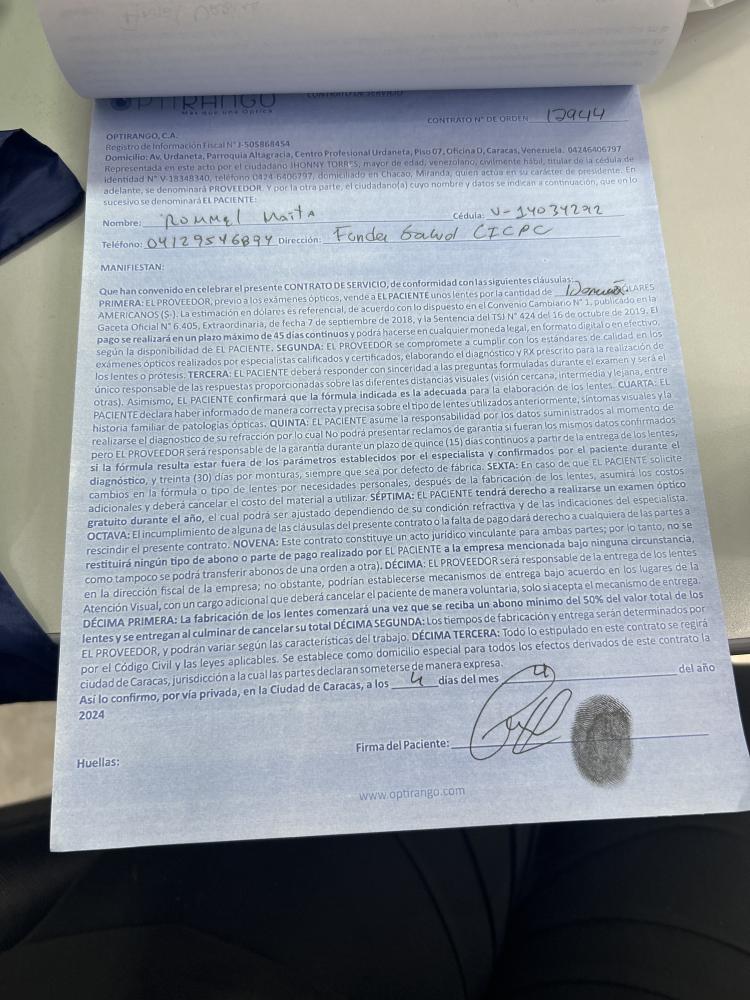 OPTIRANGO
Más que una Óptica
CONTRATO DE SERVICIO
CONTRATO N° DE ORDEN 12944
OPTIRANGO, C.A.
Registro de Información Fiscal N° J-505868454
Domicilio: Av, Urdaneta, Parroquia Altagracia, Centro Profesional Urdaneta, Piso 07, Oficina D, Caracas, Venezuela. 04246406797
Representada en este acto por el ciudadano JHONNY TORRES, mayor de edad, venezolano, civilmente hábil, titular de la cédula de
identidad N° V-18348340, teléfono 0424-6406797, domiciliado en Chacao, Miranda, quien actúa en su carácter de presidente. En
adelante, se denominará PROVEEDOR. Y por la otra parte, el ciudadano(a) cuyo nombre y datos se indican a continuación, que en lo
sucesivo se denominará EL PACIENTE:
Nombre: Rommel Maita Cédula: V-14034292
Teléfono: 04129546894 Dirección: Fonder Salud CICPC
MANIFIESTAN:
Que han convenido en celebrar el presente CONTRATO DE SERVICIO, de conformidad con las siguientes cláusulas:
PRIMERA: EL PROVEEDOR, previo a los exámenes ópticos, vende a EL PACIENTE unos lentes por la cantidad de DÓLARES
AMERICANOS ($-). La estimación en dólares es referencial, de acuerdo con lo dispuesto en el Convenio Cambiario N° 1, publicado en la
Gaceta Oficial N° 6.405, Extraordinaria, de fecha 7 de septiembre de 2018, y la Sentencia del TSJ N° 424 del 16 de octubre de 2019. El
pago se realizará en un plazo máximo de 45 días continuos y podrá hacerse en cualquier moneda legal, en formato digital o en efectivo,
según la disponibilidad de EL PACIENTE. SEGUNDA: EL PROVEEDOR se compromete a cumplir con los estándares de calidad en los
exámenes ópticos realizados por especialistas calificados y certificados, elaborando el diagnóstico y RX prescrito para la realización de
los lentes o prótesis. TERCERA: EL PACIENTE deberá responder con sinceridad a las preguntas formuladas durante el examen y será el
único responsable de las respuestas proporcionadas sobre las diferentes distancias visuales (visión cercana, intermedia y lejana, entre
otras). Asimismo, EL PACIENTE confirmará que la fórmula indicada es la adecuada para la elaboración de los lentes. CUARTA: EL
PACIENTE declara haber informado de manera correcta y precisa sobre el tipo de lentes utilizados anteriormente, síntomas visuales y la
historia familiar de patologías ópticas. QUINTA: EL PACIENTE asume la responsabilidad por los datos suministrados al momento de
realizarse el diagnostico de su refracción por lo cual No podrá presentar reclamos de garantía si fueran los mismos datos confirmados
pero EL PROVEEDOR será responsable de la garantía durante un plazo de quince (15) días continuos a partir de la entrega de los lentes,
si la fórmula resulta estar fuera de los parámetros establecidos por el especialista y confirmados por el paciente durante el
diagnóstico, y treinta (30) días por monturas, siempre que sea por defecto de fábrica. SEXTA: En caso de que EL PACIENTE solicite
cambios en la fórmula o tipo de lentes por necesidades personales, después de la fabricación de los lentes, asumirá los costos
adicionales y deberá cancelar el costo del material a utilizar. SÉPTIMA: EL PACIENTE tendrá derecho a realizarse un examen óptico
gratuito durante el año, el cual podrá ser ajustado dependiendo de su condición refractiva y de las indicaciones del especialista.
OCTAVA: El incumplimiento de alguna de las cláusulas del presente contrato o la falta de pago dará derecho a cualquiera de las partes a
rescindir el presente contrato. NOVENA: Este contrato constituye un acto jurídico vinculante para ambas partes; por lo tanto, no se
restituirá ningún tipo de abono o parte de pago realizado por EL PACIENTE a la empresa mencionada bajo ninguna circunstancia,
como tampoco se podrá transferir abonos de una orden a otra). DÉCIMA: EL PROVEEDOR será responsable de la entrega de los lentes
en la dirección fiscal de la empresa; no obstante, podrían establecerse mecanismos de entrega bajo acuerdo en los lugares de la
Atención Visual, con un cargo adicional que deberá cancelar el paciente de manera voluntaria, solo si acepta el mecanismo de entrega.
DÉCIMA PRIMERA: La fabricación de los lentes comenzará una vez que se reciba un abono mínimo del 50% del valor total de los
lentes y se entregan al culminar de cancelar su total DÉCIMA SEGUNDA: Los tiempos de fabricación y entrega serán determinados por
EL PROVEEDOR, y podrán variar según las características del trabajo. DÉCIMA TERCERA: Todo lo estipulado en este contrato se regirá
por el Código Civil y las leyes aplicables. Se establece como domicilio especial para todos los efectos derivados de este contrato la
ciudad de Caracas, jurisdicción a la cual las partes declaran someterse de manera expresa.
Así lo confirmo, por vía privada, en la Ciudad de Caracas, a los 4 días del mes 4 del año
2024
Firma del Paciente:
Huellas:
www.optirango.com